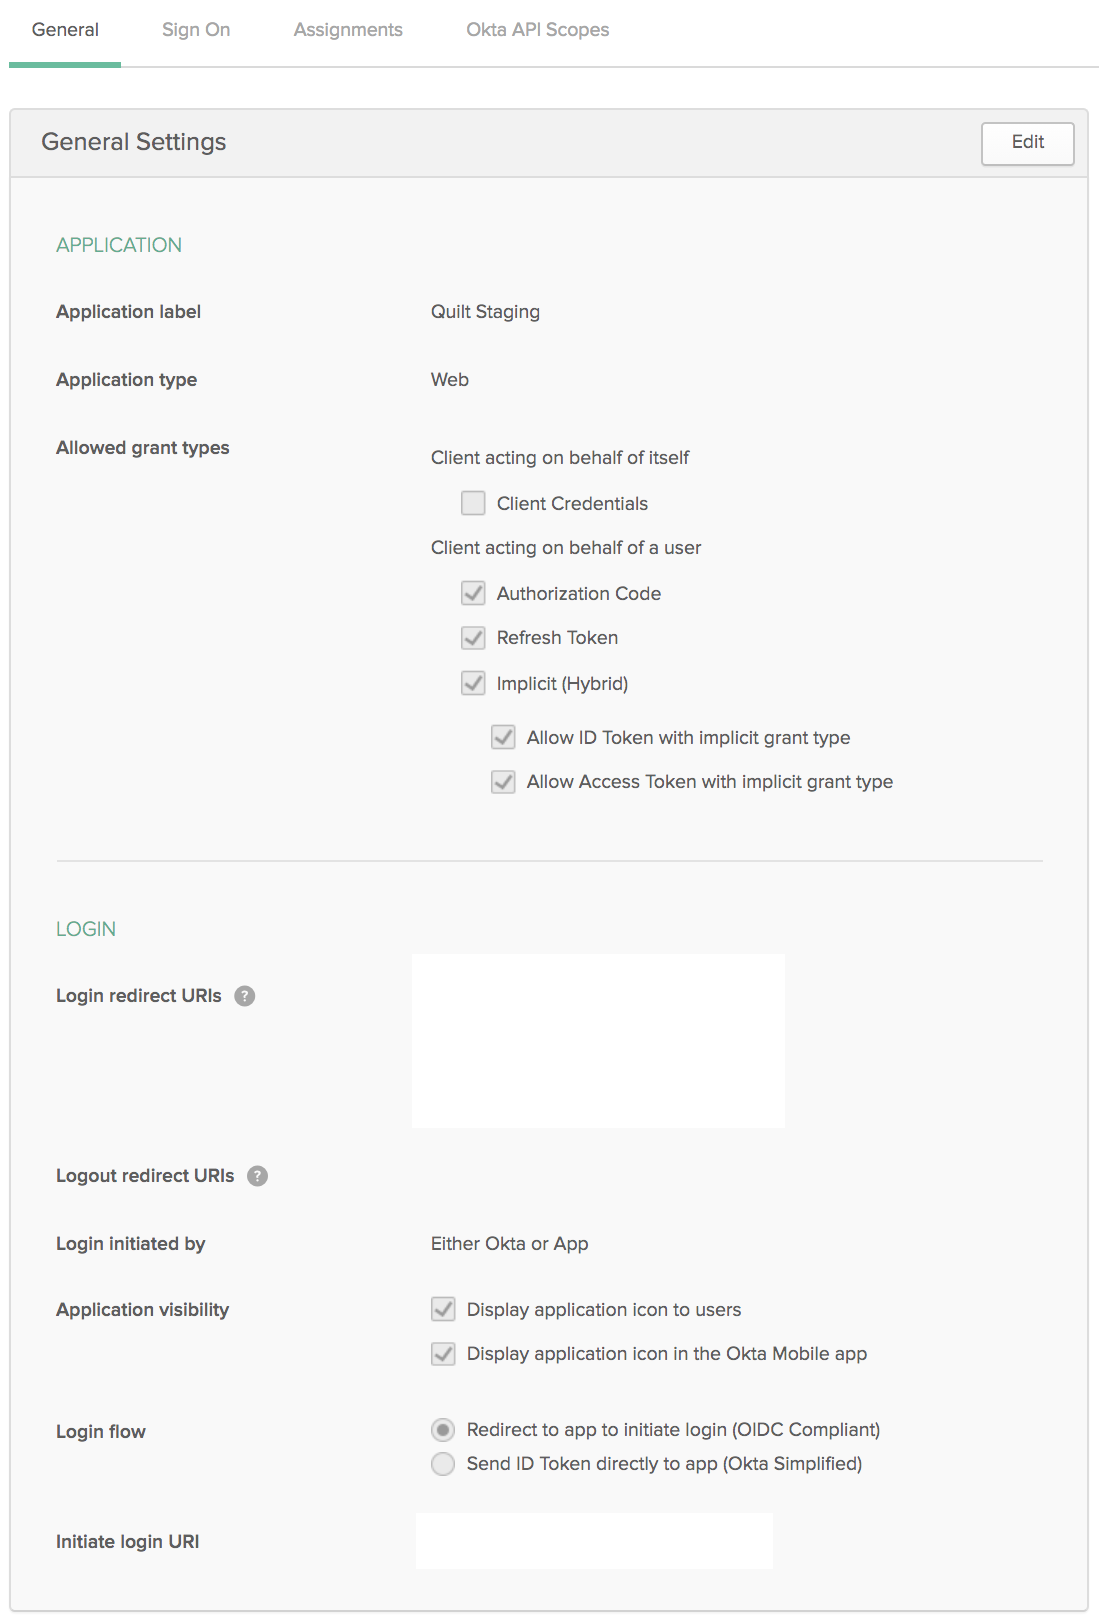 General Sign On Assignments Okta API Scopes
General Settings Edit
APPLICATION
Application label Quilt Staging
Application type Web
Allowed grant types
Client acting on behalf of itself
Client Credentials
Client acting on behalf of a user
Authorization Code
Refresh Token
Implicit (Hybrid)
Allow ID Token with implicit grant type
Allow Access Token with implicit grant type
LOGIN
Login redirect URIs ?
Logout redirect URIs ?
Login initiated by Either Okta or App
Application visibility Display application icon to users
Display application icon in the Okta Mobile app
Login flow Redirect to app to initiate login (OIDC Compliant)
Send ID Token directly to app (Okta Simplified)
Initiate login URI